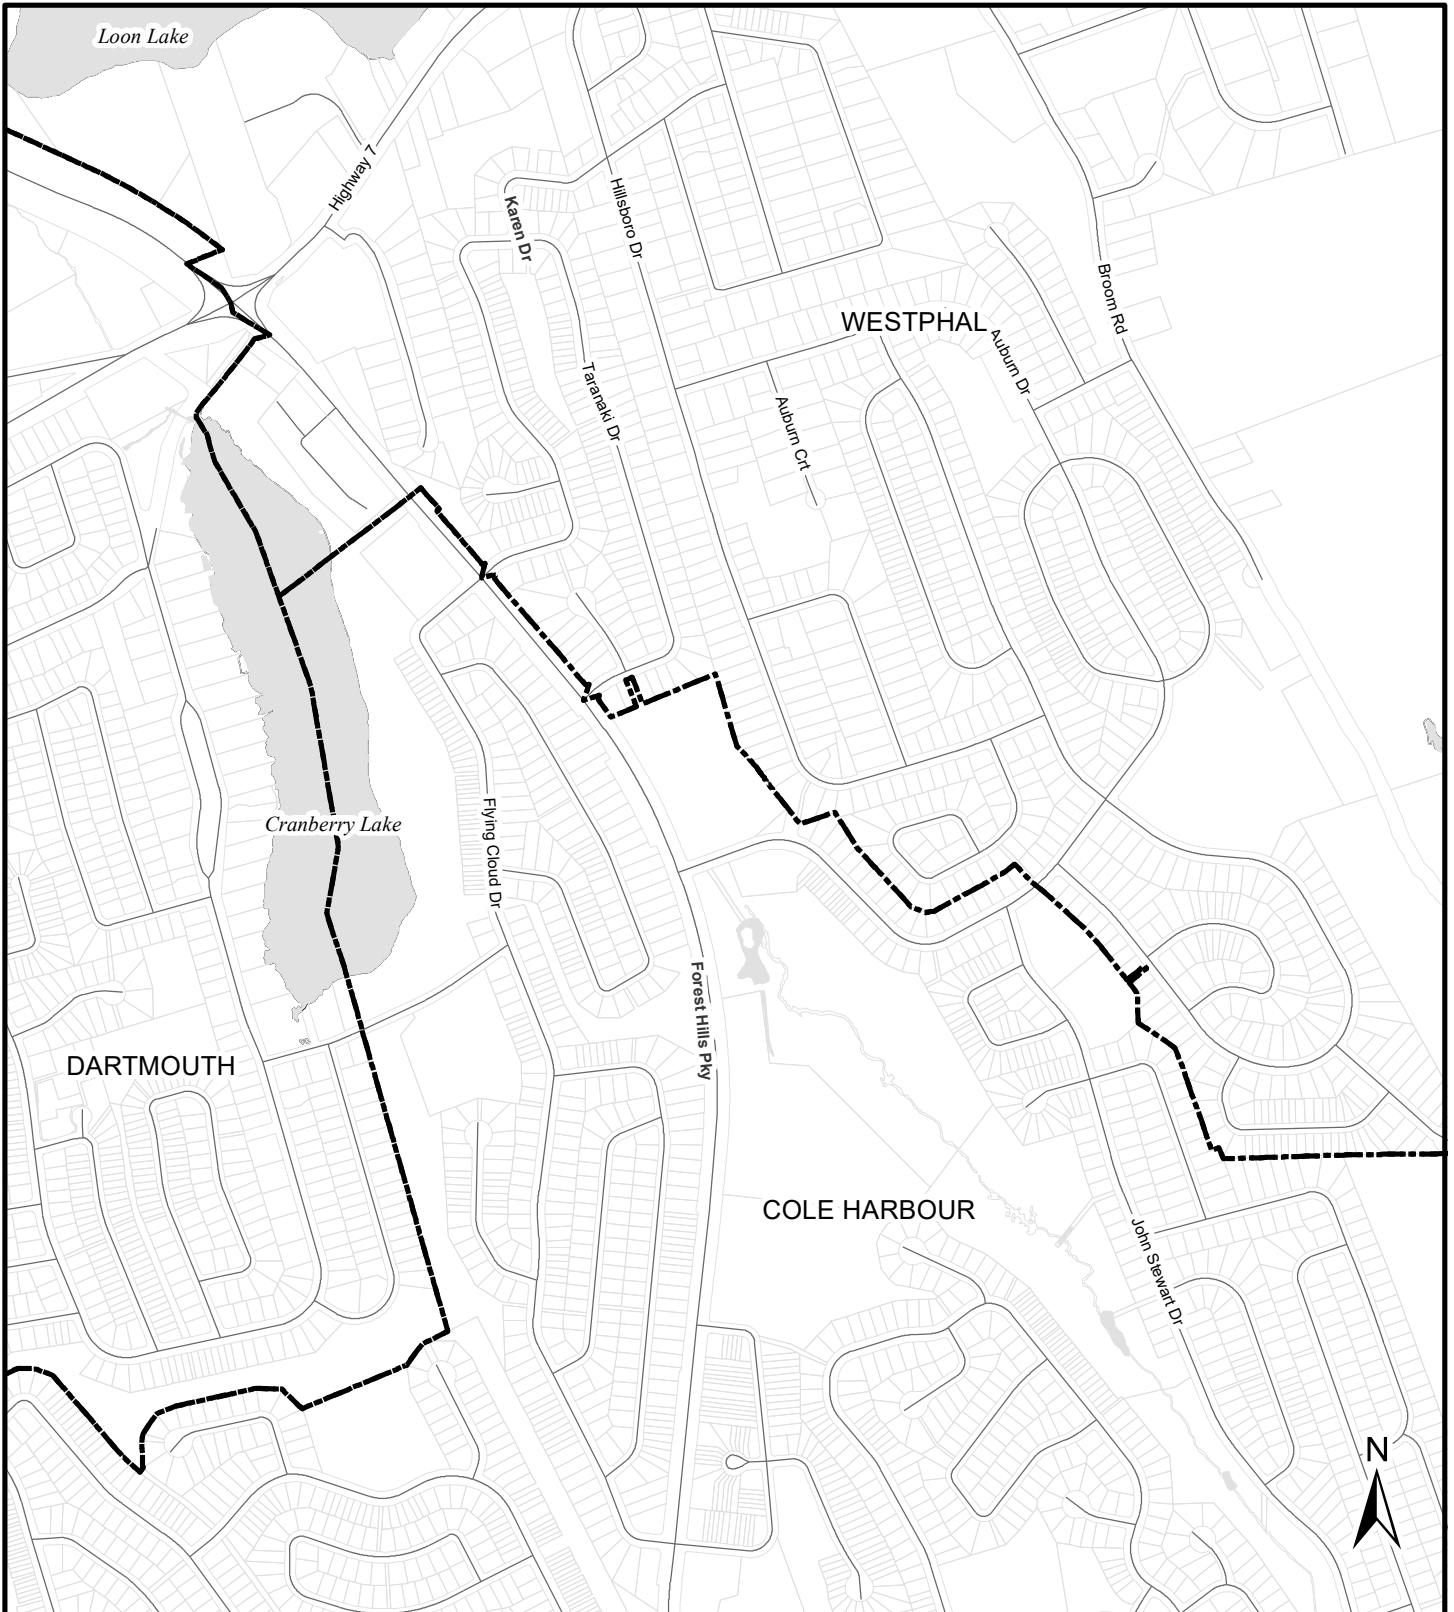 Loon Lake
Highway 7
Karen Dr
Hillsboro Dr
Broom Rd
WESTPHAL
Auburn Dr
Taranaki Dr
Auburn Crt
Flying Cloud Dr
Cranberry Lake
Forest Hills Pky
DARTMOUTH
COLE HARBOUR
John Stewart Dr
N